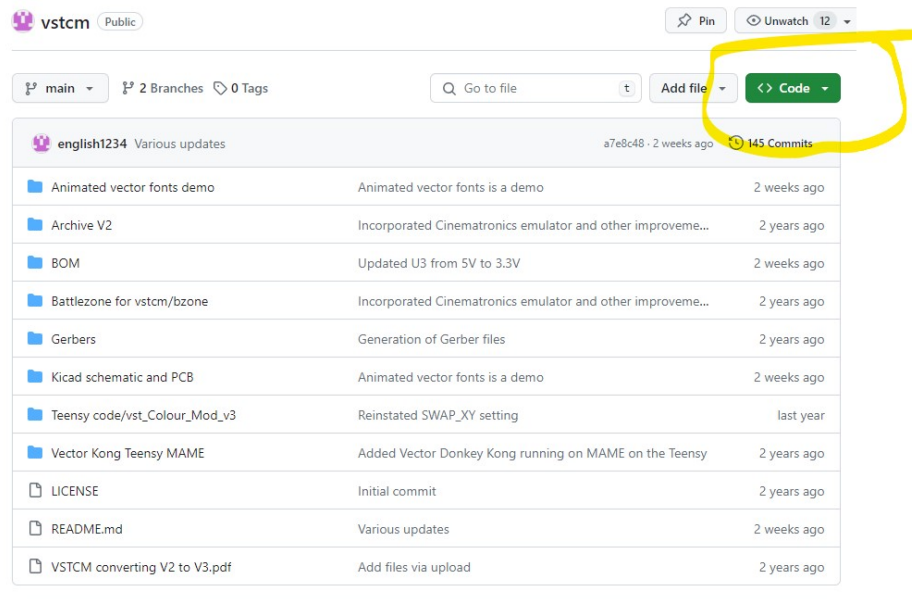 vstcm Public Pin Unwatch 12
main 2 Branches 0 Tags Go to file t Add file <> Code
english1234 Various updates a7e8c48 · 2 weeks ago 145 Commits
Animated vector fonts demo Animated vector fonts is a demo 2 weeks ago
Archive V2 Incorporated Cinematronics emulator and other improveme... 2 years ago
BOM Updated U3 from 5V to 3.3V 2 weeks ago
Battlezone for vstcm/bzone Incorporated Cinematronics emulator and other improveme... 2 years ago
Gerbers Generation of Gerber files 2 years ago
Kicad schematic and PCB Animated vector fonts is a demo 2 weeks ago
Teensy code/vst_Colour_Mod_v3 Reinstated SWAP_XY setting last year
Vector Kong Teensy MAME Added Vector Donkey Kong running on MAME on the Teensy 2 years ago
LICENSE Initial commit 2 years ago
README.md Various updates 2 weeks ago
VSTCM converting V2 to V3.pdf Add files via upload 2 years ago